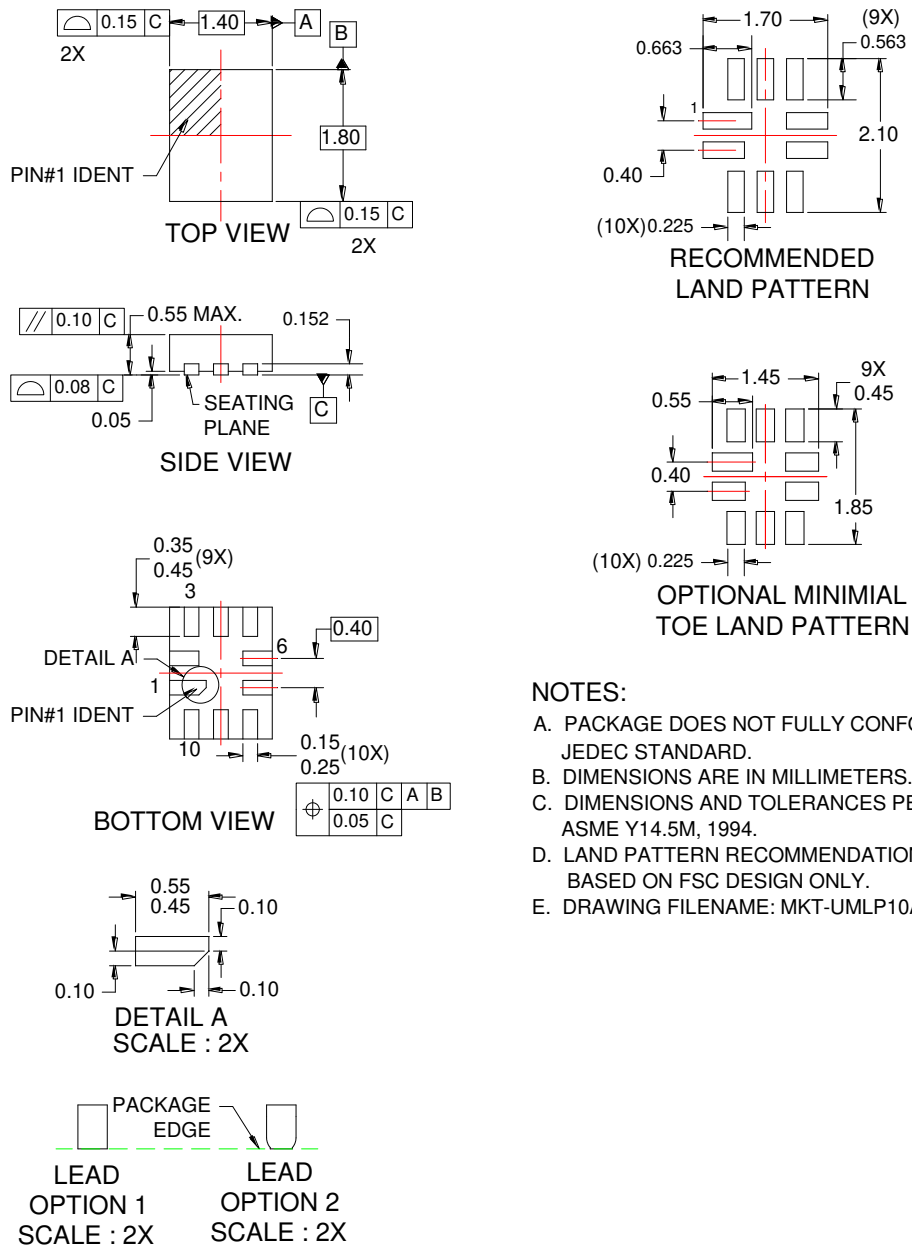 0.15 C
2X
1.40
A
B
1.80
PIN#1 IDENT
0.15 C
2X
TOP VIEW
// 0.10 C
0.55 MAX.
0.152
0.08 C
0.05
SEATING
PLANE
C
SIDE VIEW
0.35
0.45 (9X)
3
DETAIL A
1
PIN#1 IDENT
6
0.40
10
0.15
0.25 (10X)
0.10 C A B
0.05 C
BOTTOM VIEW
0.55
0.45
0.10
0.10
0.10
DETAIL A
SCALE : 2X
PACKAGE
EDGE
LEAD
OPTION 1
SCALE : 2X
LEAD
OPTION 2
SCALE : 2X
1.70
(9X)
0.663
0.563
1
2.10
0.40
(10X) 0.225
RECOMMENDED
LAND PATTERN
1.45
9X
0.45
0.55
0.40
1.85
(10X) 0.225
OPTIONAL MINIMIAL
TOE LAND PATTERN
NOTES:
A. PACKAGE DOES NOT FULLY CONFO
JEDEC STANDARD.
B. DIMENSIONS ARE IN MILLIMETERS.
C. DIMENSIONS AND TOLERANCES PE
ASME Y14.5M, 1994.
D. LAND PATTERN RECOMMENDATION
BASED ON FSC DESIGN ONLY.
E. DRAWING FILENAME: MKT-UMLP10A